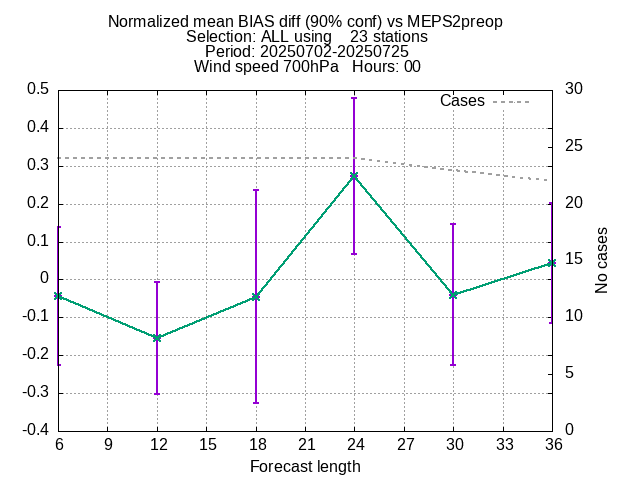 Normalized mean BIAS diff (90% conf) vs MEPS2preop
Selection: ALL using    23 stations
Period: 20250702-20250725
Wind speed 700hPa   Hours: 00
Cases
0.5
0.4
0.3
0.2
0.1
0
-0.1
-0.2
-0.3
-0.4
30
25
20
15
10
5
0
No cases
6 9 12 15 18 21 24 27 30 33 36
Forecast length